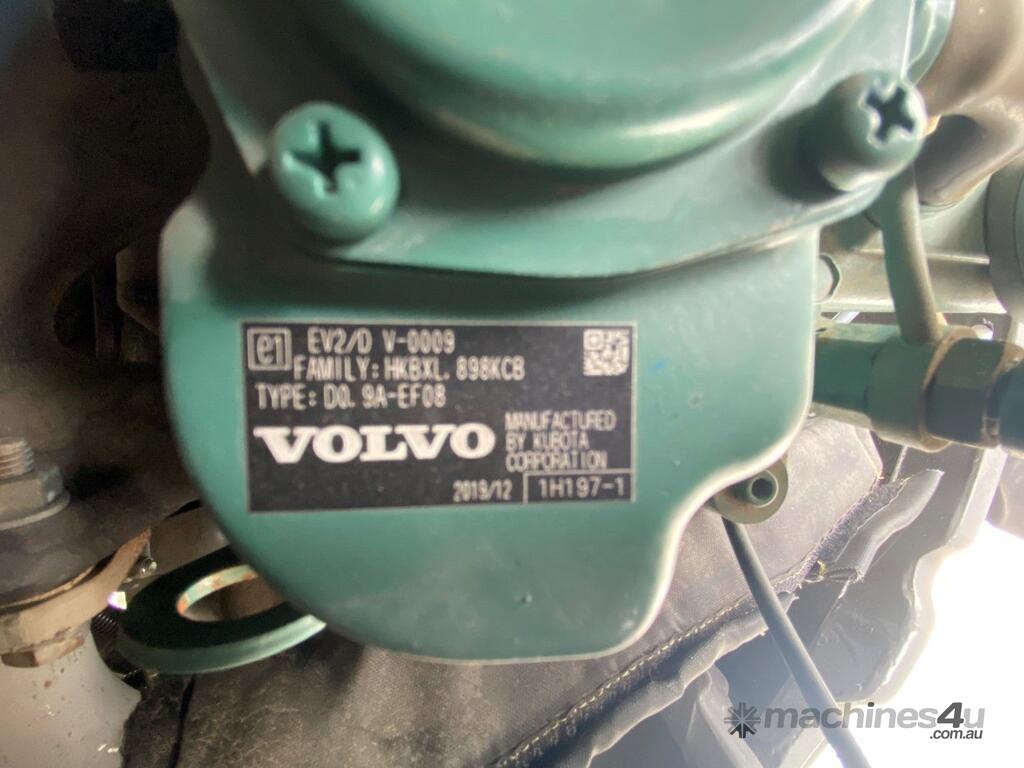 e1 EV2/D V-0009
FAMILY: HKBXL. 898KCB
TYPE: D0. 9A-EF08
VOLVO
MANUFACTURED
BY KUBOTA
CORPORATION
2019/12 1H197-1
machines4u
.com.au